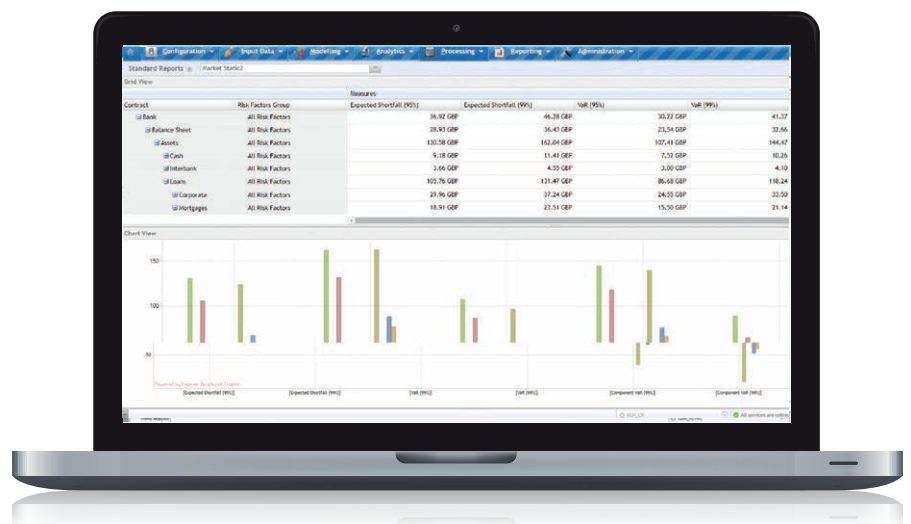 Configuration Input Data Modelling Analytics Processing Reporting Administration
Standard Reports Market Static2
Grid View
Measures
Contract Risk Factors Group Expected Shortfall (95%) Expected Shortfall (99%) VaR (95%) VaR (99%)
Bank All Risk Factors 36.92 GBP 46.28 GBP 30.22 GBP 41.37
Balance Sheet All Risk Factors 28.93 GBP 36.43 GBP 23.54 GBP 32.66
Assets All Risk Factors 130.58 GBP 162.04 GBP 107.41 GBP 144.47
Cash All Risk Factors 9.18 GBP 11.41 GBP 7.52 GBP 10.26
Interbank All Risk Factors 3.66 GBP 4.55 GBP 3.00 GBP 4.10
Loans All Risk Factors 105.76 GBP 131.47 GBP 86.68 GBP 118.24
Corporate All Risk Factors 29.96 GBP 37.24 GBP 24.55 GBP 33.50
Mortgages All Risk Factors 18.91 GBP 23.51 GBP 15.50 GBP 21.14
Chart View
150
100
50
[Expected Shortfall (95%)] [Expected Shortfall (99%)] [VaR (95%)] [VaR (99%)] [Component VaR (95%)] [Component VaR (99%)]
All services are online